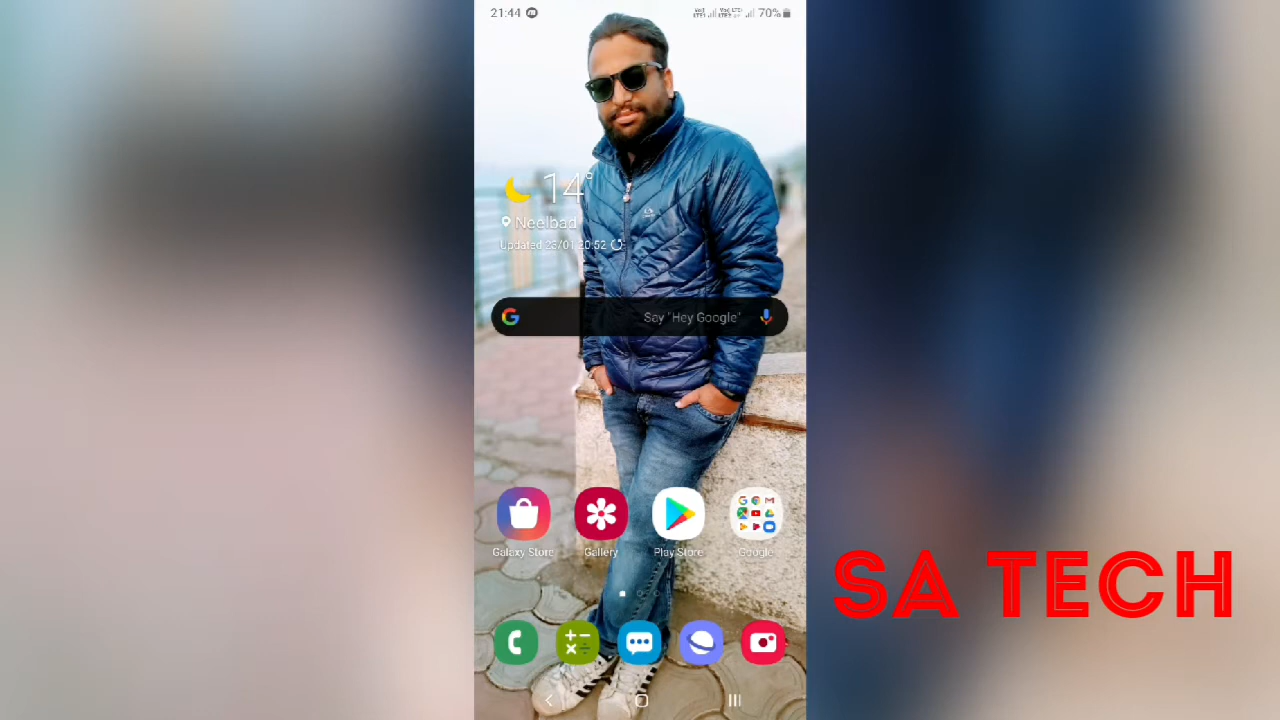 21:44
70%
14°
Neelbad
Updated 23/01 20:52
Say "Hey Google"
Galaxy Store
Gallery
Play Store
Google
SA TECH